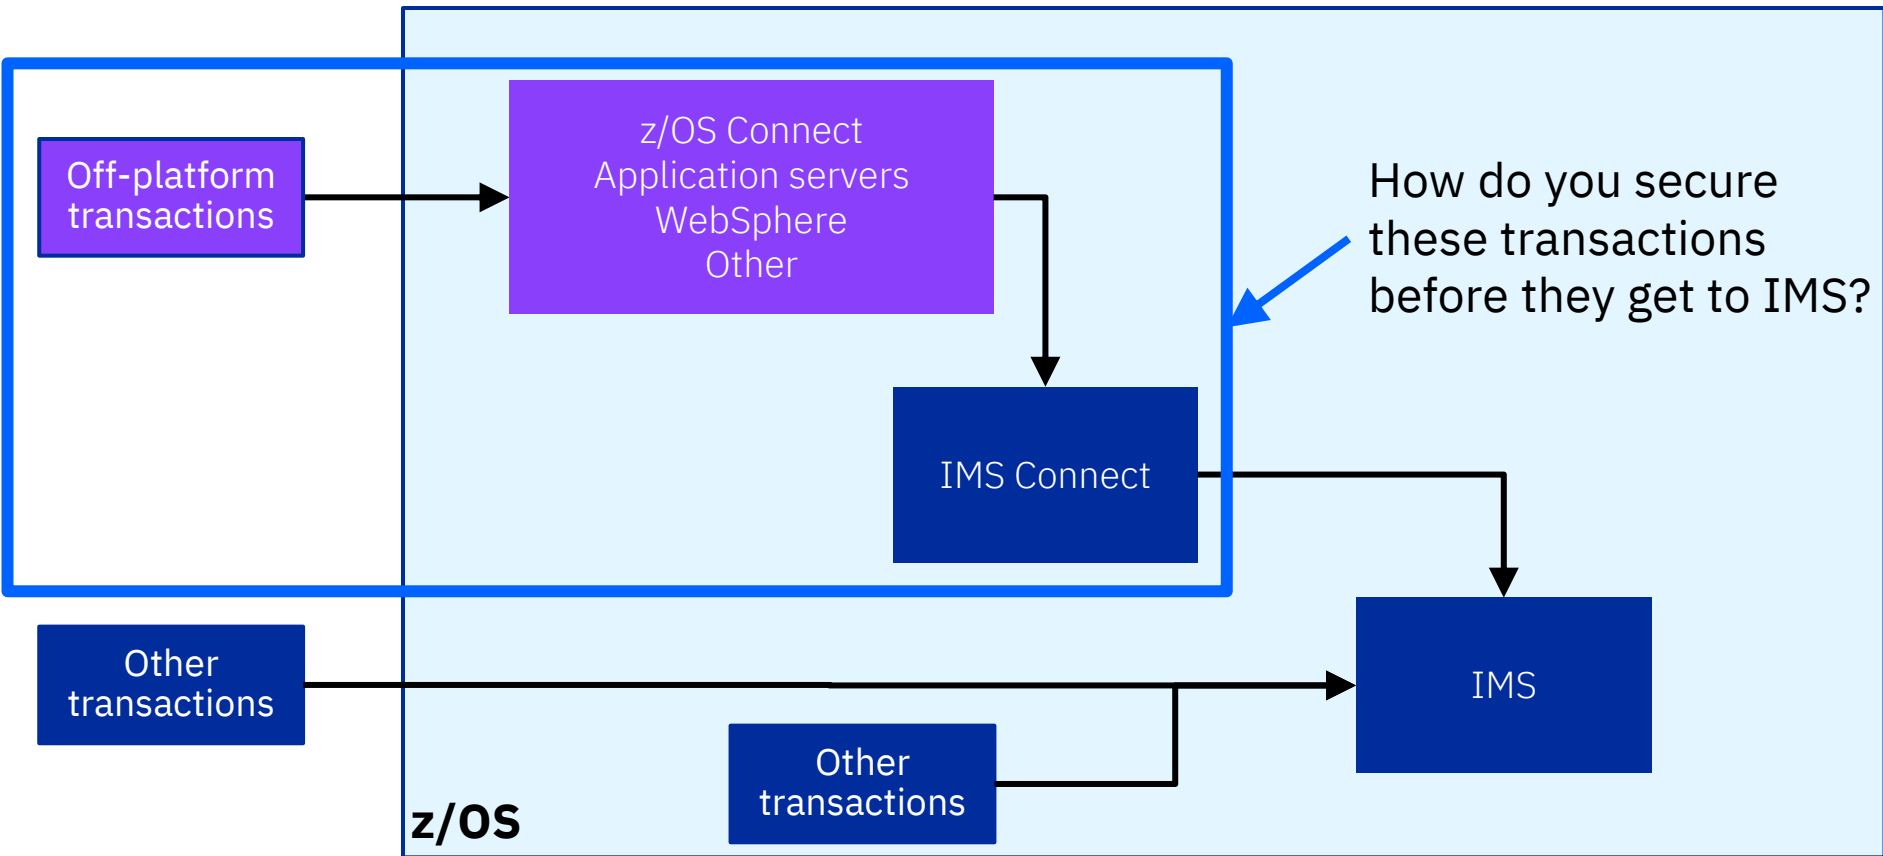 Off-platform
transactions
z/OS Connect
Application servers
WebSphere
Other
How do you secure
these transactions
before they get to IMS?
IMS Connect
Other
transactions
IMS
Other
transactions
z/OS